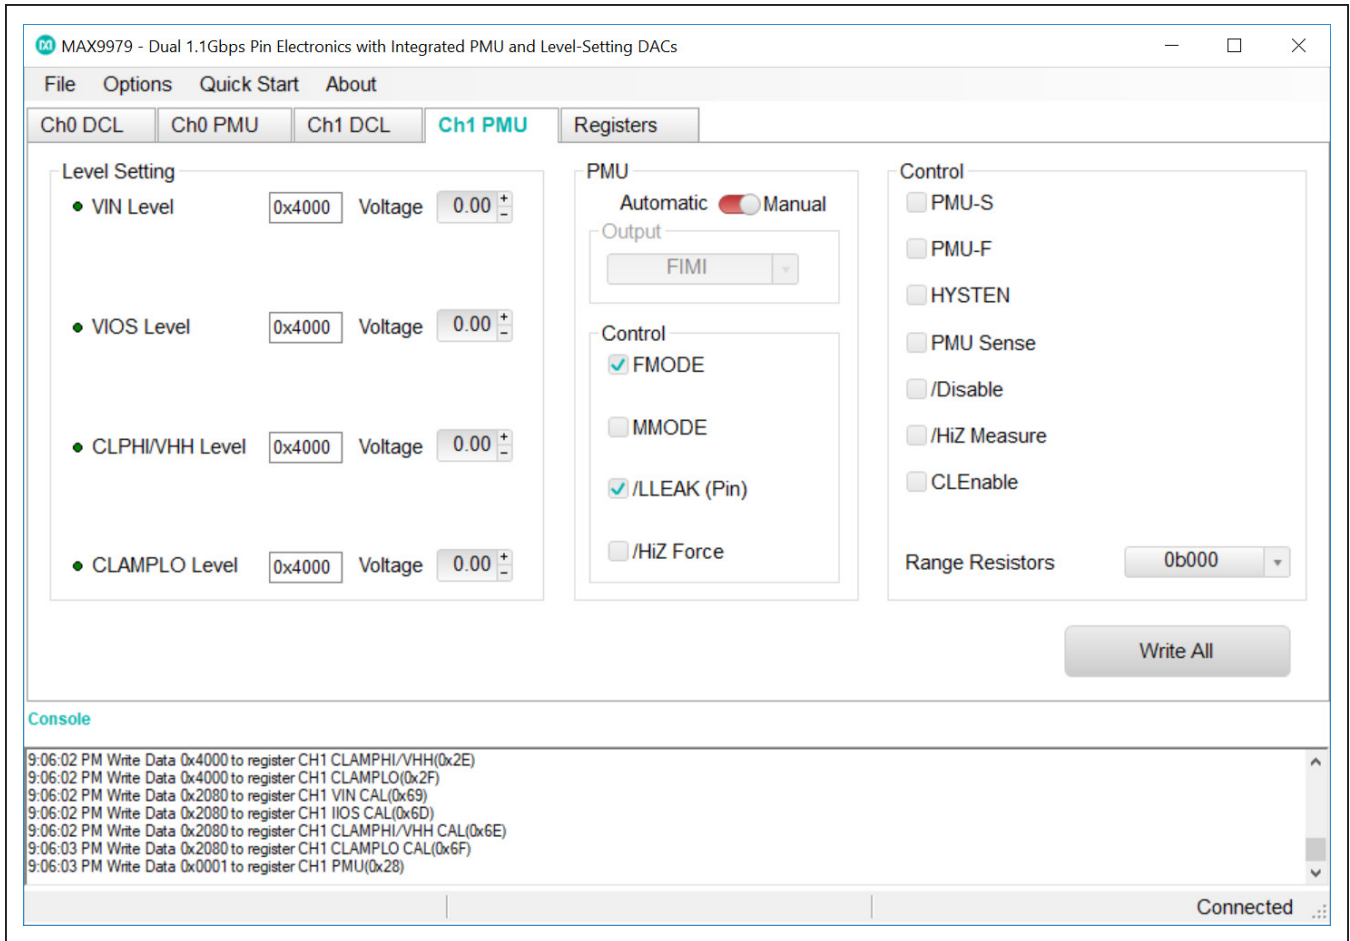 MAX9979 - Dual 1.1Gbps Pin Electronics with Integrated PMU and Level-Setting DACs
File Options Quick Start About
Ch0 DCL Ch0 PMU Ch1 DCL Ch1 PMU Registers
Level Setting
VIN Level 0x4000 Voltage 0.00 + -
VIOS Level 0x4000 Voltage 0.00 + -
CLPHI/VHH Level 0x4000 Voltage 0.00 + -
CLAMPLO Level 0x4000 Voltage 0.00 + -
PMU
Automatic Manual
Output
FIMI
Control
FMODE
MMODE
/LLEAK (Pin)
/HiZ Force
Control
PMU-S
PMU-F
HYSTEN
PMU Sense
/Disable
/HiZ Measure
CLEnable
Range Resistors 0b000
Write All
Console
9:06:02 PM Write Data 0x4000 to register CH1 CLAMPHI/VHH(0x2E)
9:06:02 PM Write Data 0x4000 to register CH1 CLAMPLO(0x2F)
9:06:02 PM Write Data 0x2080 to register CH1 VIN CAL(0x69)
9:06:02 PM Write Data 0x2080 to register CH1 IIOS CAL(0x6D)
9:06:02 PM Write Data 0x2080 to register CH1 CLAMPHI/VHH CAL(0x6E)
9:06:03 PM Write Data 0x2080 to register CH1 CLAMPLO CAL(0x6F)
9:06:03 PM Write Data 0x0001 to register CH1 PMU(0x28)
Connected